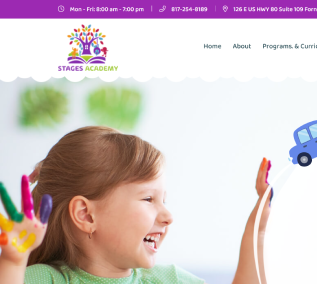 Mon - Fri: 8:00 am - 7:00 pm 817-254-8189 126 E US HWY 80 Suite 109 Forn
STAGES ACADEMY
Home About Programs & Curri